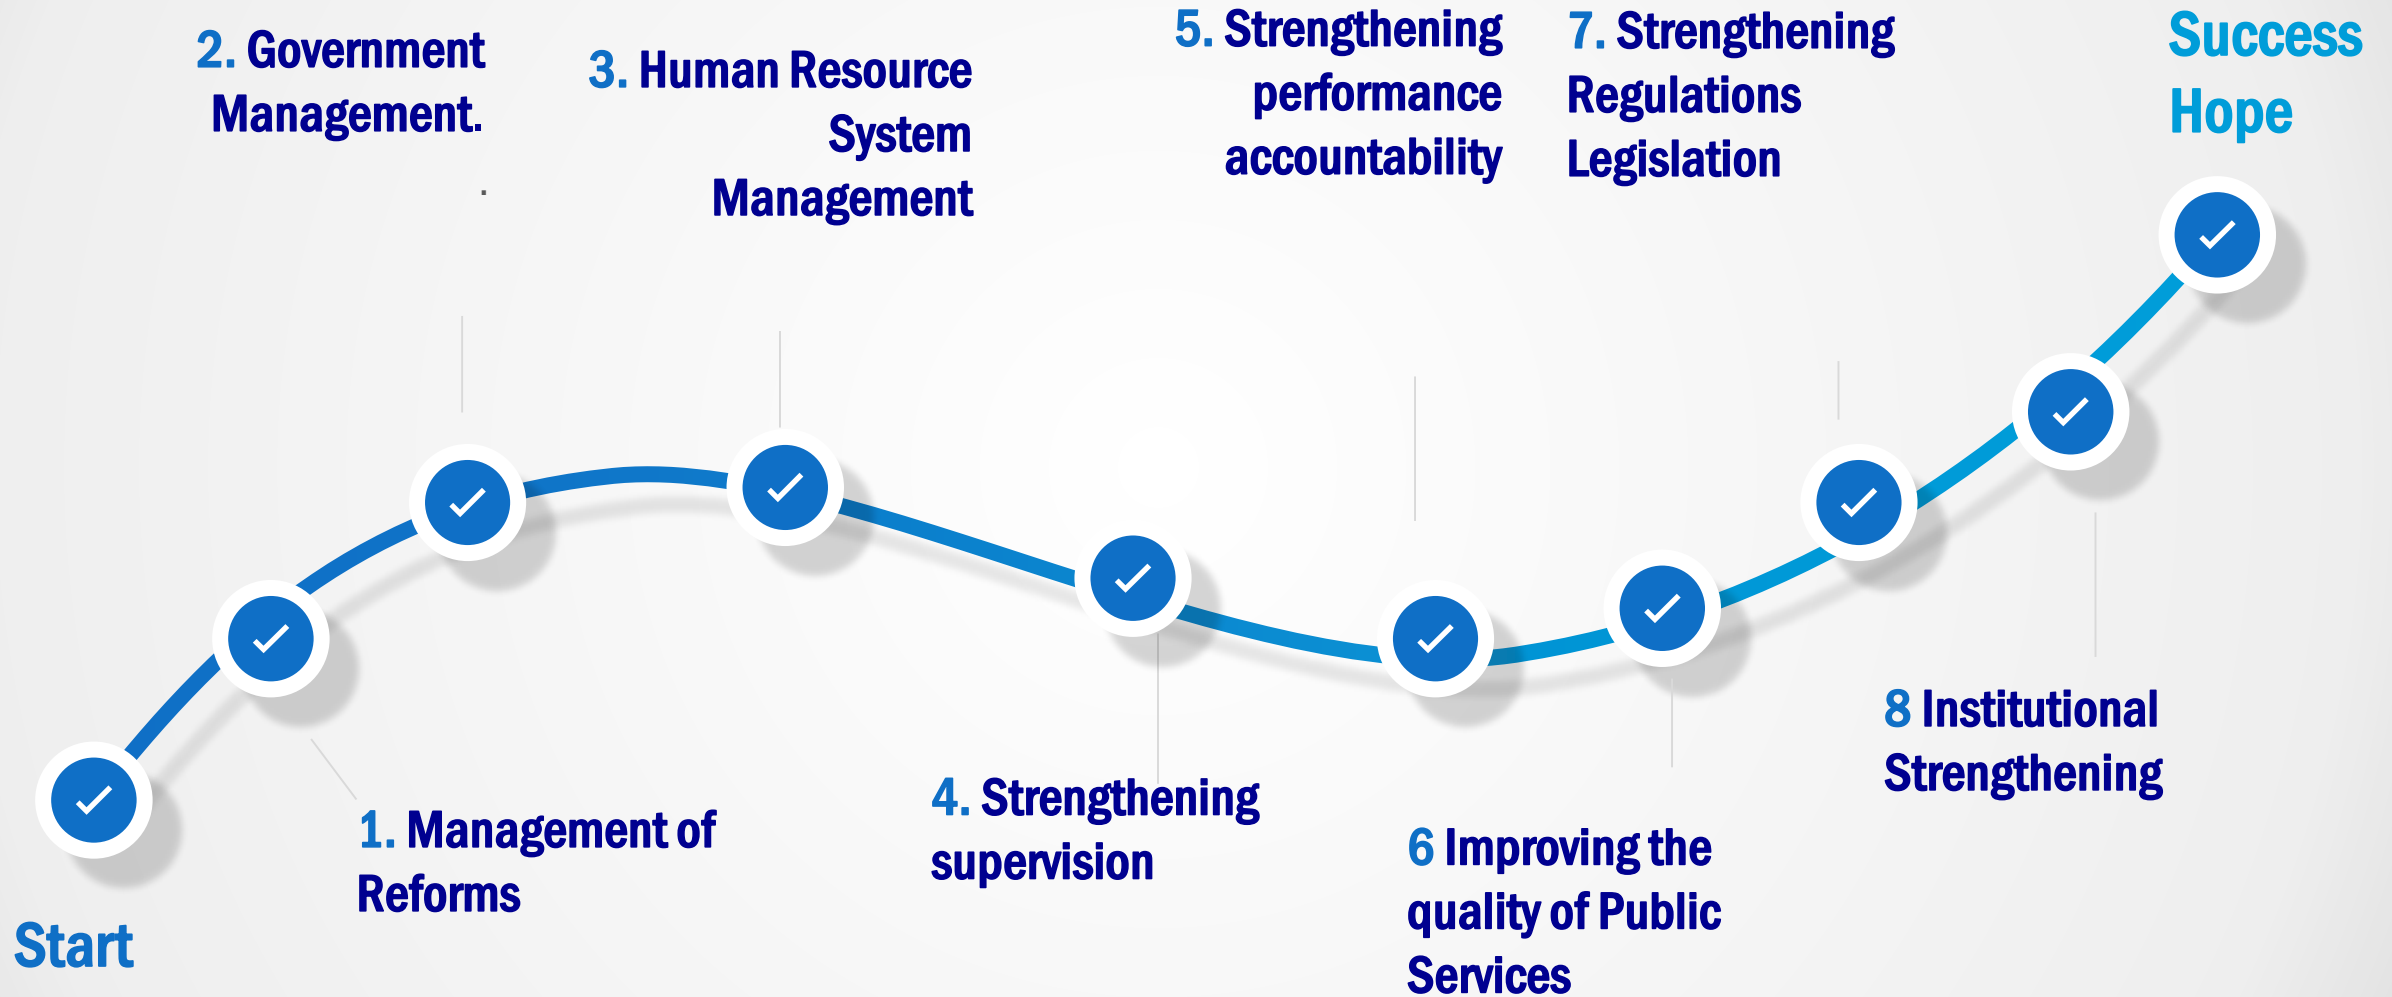 Start
1. Management of
Reforms
2. Government
Management.
.
3. Human Resource
System
Management
4. Strengthening
supervision
5. Strengthening
performance
accountability
6 Improving the
quality of Public
Services
7. Strengthening
Regulations
Legislation
8 Institutional
Strengthening
Success
Hope